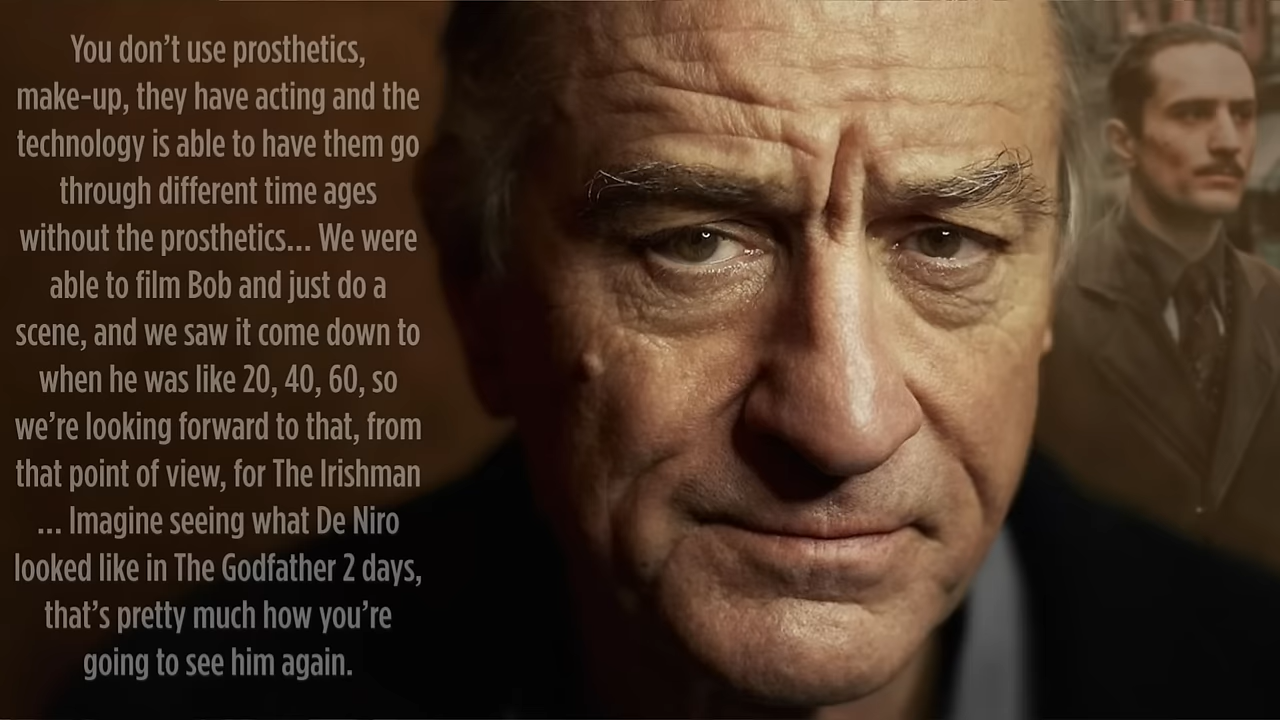 You don’t use prosthetics,
make-up, they have acting and the
technology is able to have them go
through different time ages
without the prosthetics... We were
able to film Bob and just do a
scene, and we saw it come down to
when he was like 20, 40, 60, so
we’re looking forward to that, from
that point of view, for The Irishman
... Imagine seeing what De Niro
looked like in The Godfather 2 days,
that’s pretty much how you’re
going to see him again.